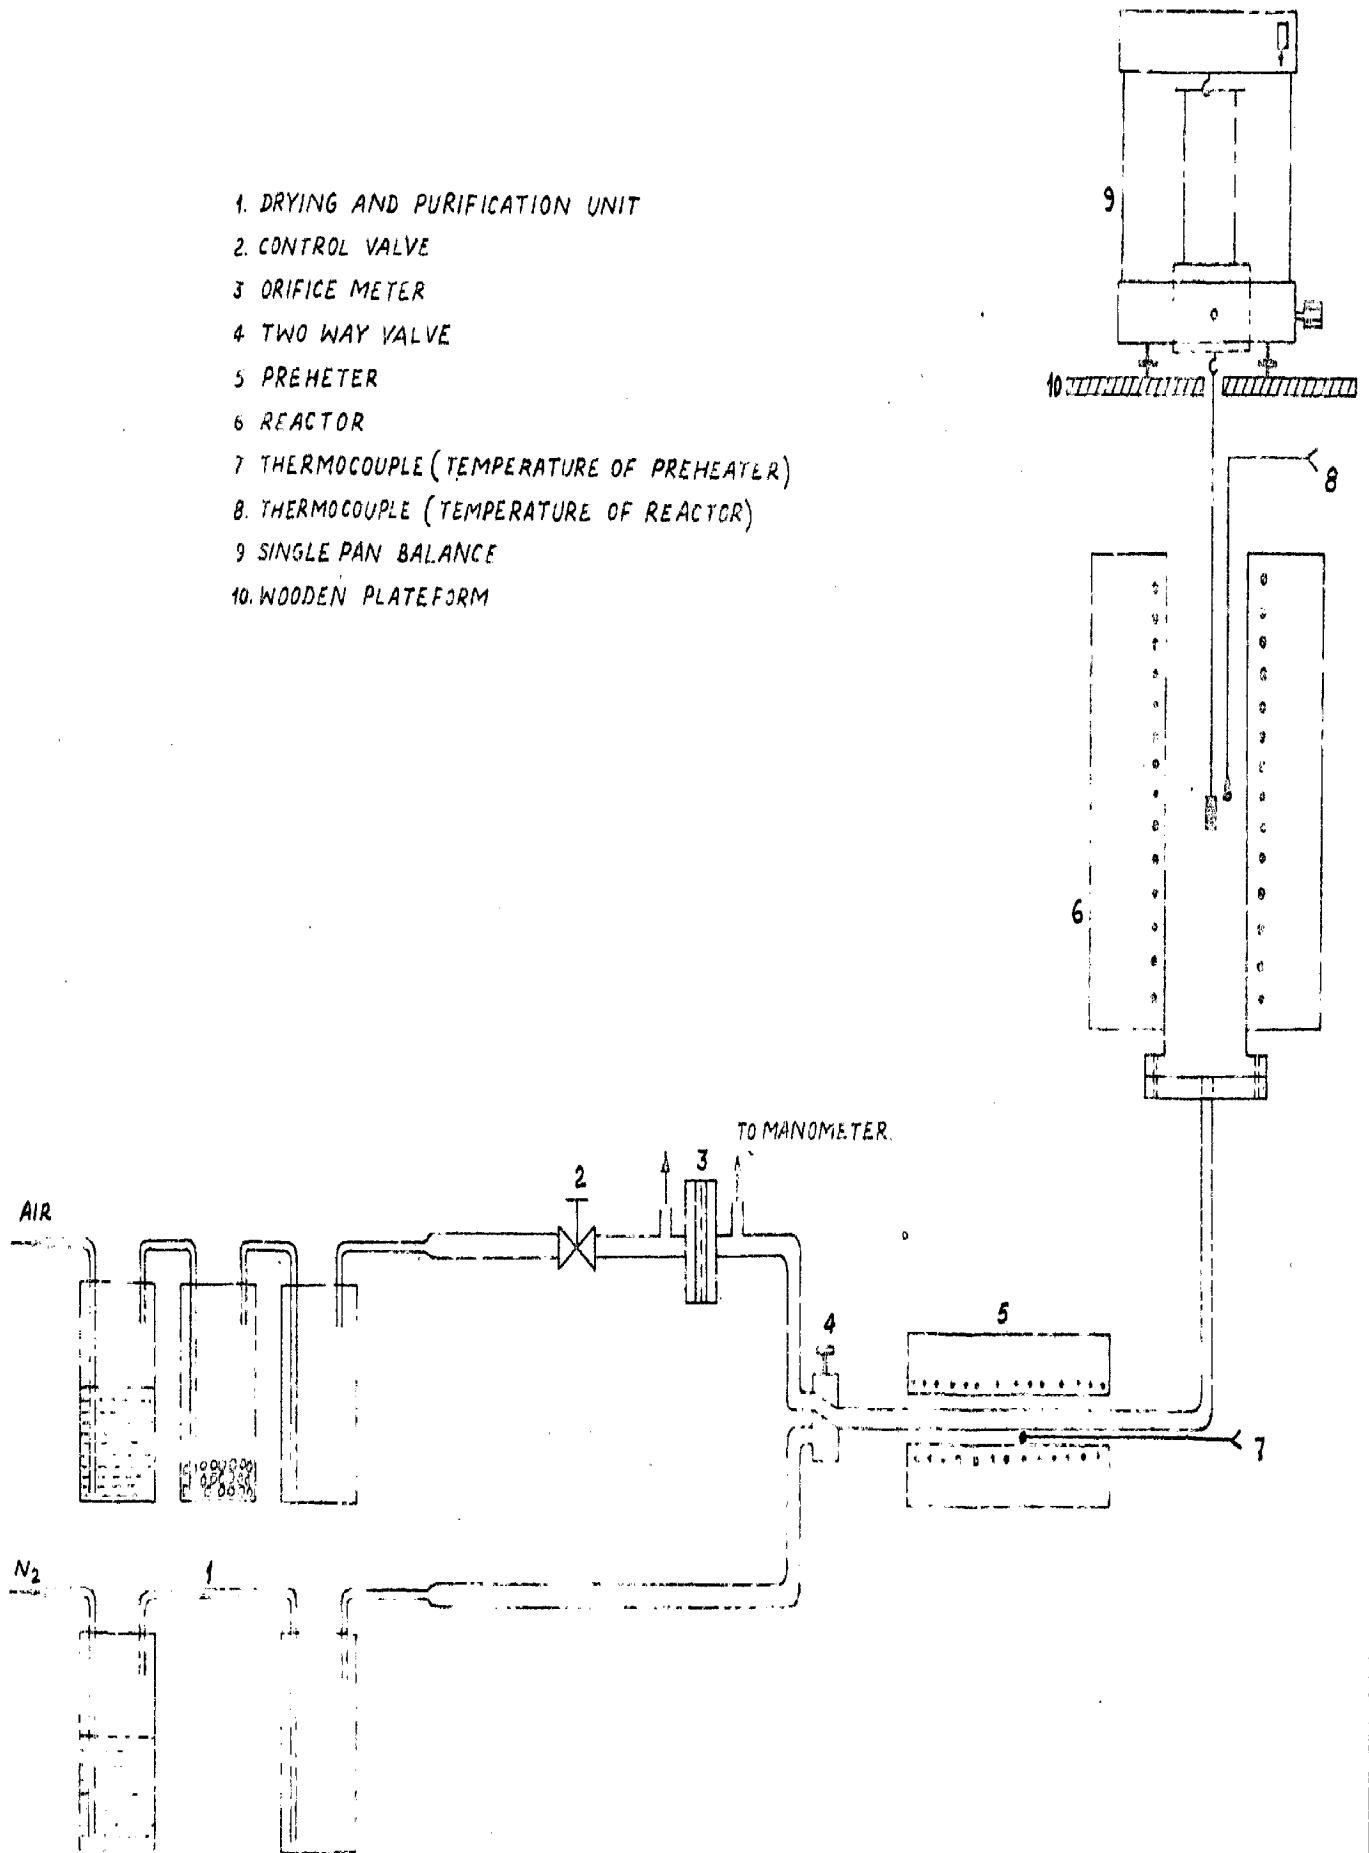 1. DRYING AND PURIFICATION UNIT
2. CONTROL VALVE
3 ORIFICE METER
4 TWO WAY VALVE
5 PREHETER
6 REACTOR
7 THERMOCOUPLE (TEMPERATURE OF PREHEATER)
8. THERMOCOUPLE (TEMPERATURE OF REACTOR)
9 SINGLE PAN BALANCE
10. WOODEN PLATEFORM
9
10
8
6
TO MANOMETER.
2
3
AIR
4
5
7
N2
1